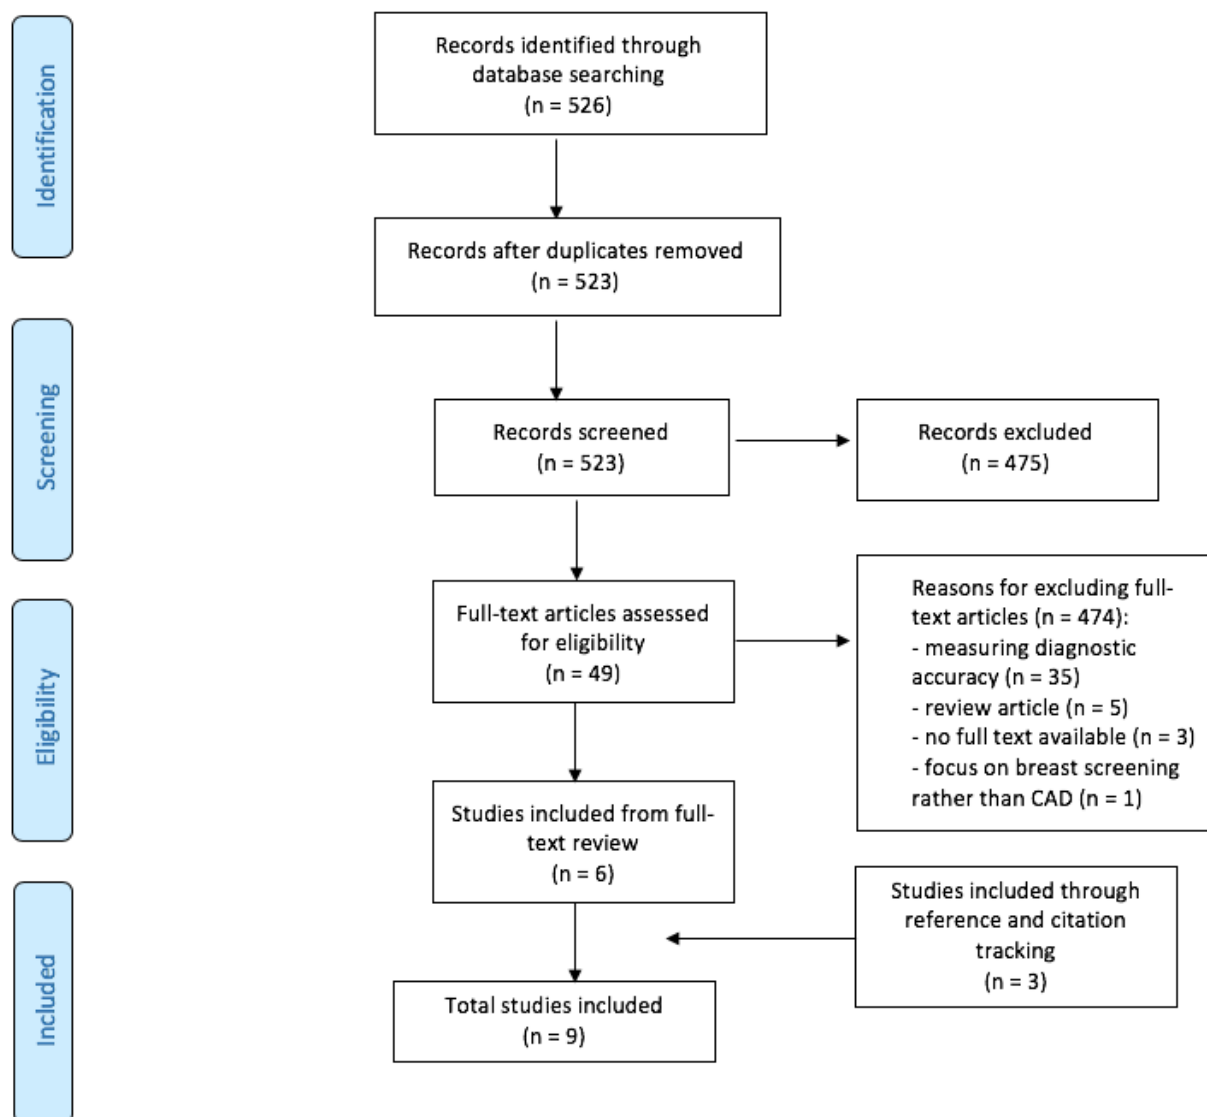 Identification
Records identified through
database searching
(n = 526)
Records after duplicates removed
(n = 523)
Screening
Records screened
(n = 523)
Records excluded
(n = 475)
Eligibility
Full-text articles assessed
for eligibility
(n = 49)
Reasons for excluding full-
text articles (n = 474):
- measuring diagnostic
accuracy (n = 35)
- review article (n = 5)
- no full text available (n = 3)
- focus on breast screening
rather than CAD (n = 1)
Studies included from full-
text review
(n = 6)
Included
Studies included through
reference and citation
tracking
(n = 3)
Total studies included
(n = 9)